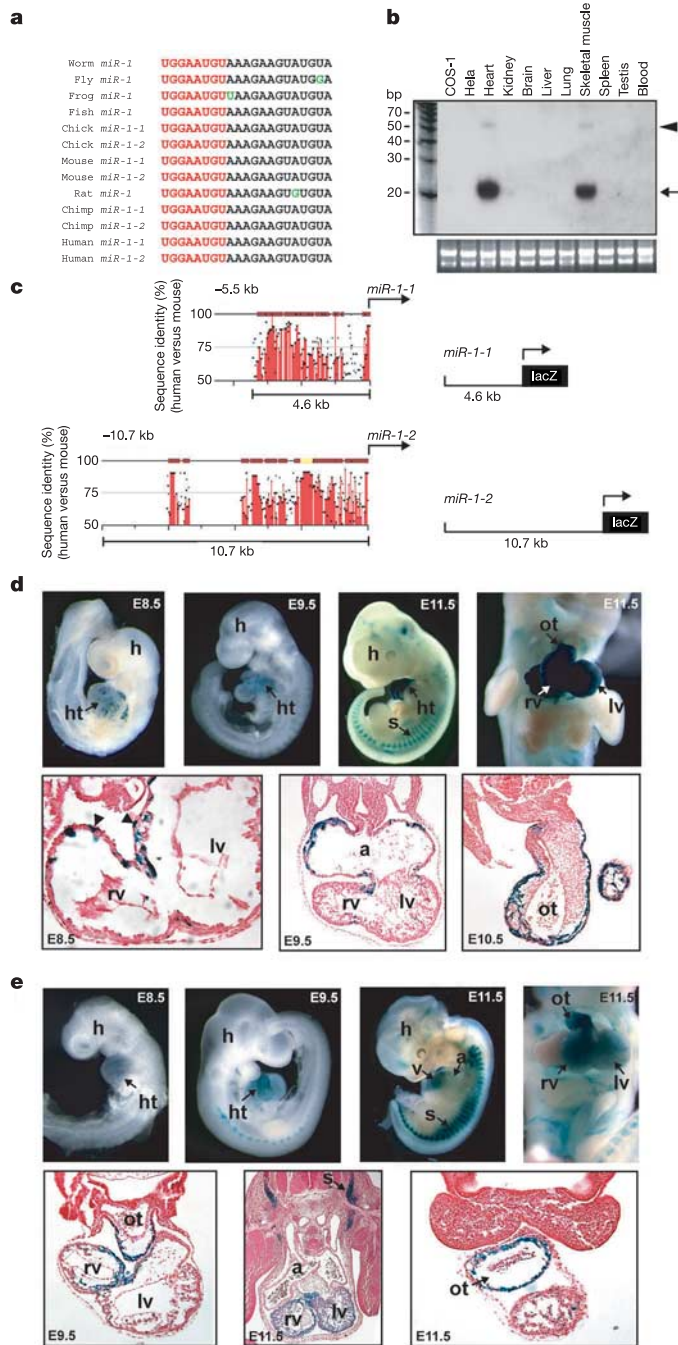 a
Worm miR-1 UGGAAUGUAAAGAAGUAUGUA
Fly miR-1 UGGAAUGUAAAGAAGUAUGGA
Frog miR-1 UGGAAUGUUAAGAAGUAUGUA
Fish miR-1 UGGAAUGUAAAGAAGUAUGUA
Chick miR-1-1 UGGAAUGUAAAGAAGUAUGUA
Chick miR-1-2 UGGAAUGUAAAGAAGUAUGUA
Mouse miR-1-1 UGGAAUGUAAAGAAGUAUGUA
Mouse miR-1-2 UGGAAUGUAAAGAAGUAUGUA
Rat miR-1 UGGAAUGUAAAGAAGUGUGUA
Chimp miR-1-1 UGGAAUGUAAAGAAGUAUGUA
Chimp miR-1-2 UGGAAUGUAAAGAAGUAUGUA
Human miR-1-1 UGGAAUGUAAAGAAGUAUGUA
Human miR-1-2 UGGAAUGUAAAGAAGUAUGUA
b
COS-1
Hela
Heart
Kidney
Brain
Liver
Lung
Skeletal muscle
Spleen
Testis
Blood
bp
70
50
40
30
20
c
–5.5 kb
miR-1-1
Sequence identity (%)
(human versus mouse)
100
75
50
4.6 kb
miR-1-1
lacZ
4.6 kb
–10.7 kb
miR-1-2
Sequence identity (%)
(human versus mouse)
100
75
50
10.7 kb
miR-1-2
lacZ
10.7 kb
d
E8.5
h
ht
E9.5
h
ht
E11.5
h
ht
s
E11.5
ot
rv
lv
lv
rv
E8.5
a
rv
lv
E9.5
ot
E10.5
e
E8.5
h
ht
E9.5
h
ht
E11.5
h
v
a
s
E11.5
ot
rv
lv
ot
rv
lv
E9.5
s
a
rv
lv
E11.5
ot
E11.5